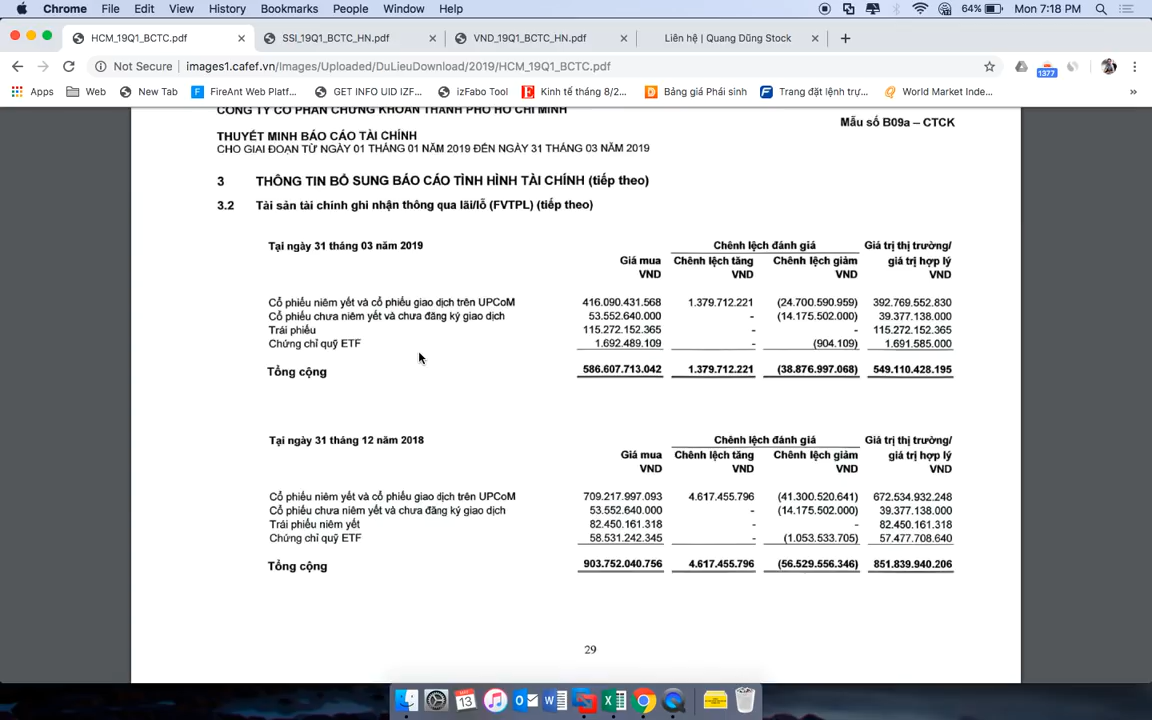 Chrome File Edit View History Bookmarks People Window Help 64% Mon 7:18 PM
HCM_19Q1_BCTC.pdf SSI_19Q1_BCTC_HN.pdf VND_19Q1_BCTC_HN.pdf Liên hệ | Quang Dũng Stock
Not Secure images1.cafef.vn/Images/Uploaded/DuLieuDownload/2019/HCM_19Q1_BCTC.pdf 1377
Apps Web New Tab FireAnt Web Platf... GET INFO UID IZF... izFabo Tool Kinh tế tháng 8/2... Bảng giá Phái sinh Trang đặt lệnh trự... World Market Inde... »
CÔNG TY CỔ PHẦN CHỨNG KHOÁN THÀNH PHỐ HỒ CHÍ MINH
Mẫu số B09a – CTCK
THUYẾT MINH BÁO CÁO TÀI CHÍNH
CHO GIAI ĐOẠN TỪ NGÀY 01 THÁNG 01 NĂM 2019 ĐẾN NGÀY 31 THÁNG 03 NĂM 2019
3 THÔNG TIN BỔ SUNG BÁO CÁO TÌNH HÌNH TÀI CHÍNH (tiếp theo)
3.2 Tài sản tài chính ghi nhận thông qua lãi/lỗ (FVTPL) (tiếp theo)
Tại ngày 31 tháng 03 năm 2019 Chênh lệch đánh giá Giá trị thị trường/
Giá mua Chênh lệch tăng Chênh lệch giảm giá trị hợp lý
VND VND VND VND
Cổ phiếu niêm yết và cổ phiếu giao dịch trên UPCoM 416.090.431.568 1.379.712.221 (24.700.590.959) 392.769.552.830
Cổ phiếu chưa niêm yết và chưa đăng ký giao dịch 53.552.640.000 - (14.175.502.000) 39.377.138.000
Trái phiếu 115.272.152.365 - - 115.272.152.365
Chứng chỉ quỹ ETF 1.692.489.109 - (904.109) 1.691.585.000
Tổng cộng 586.607.713.042 1.379.712.221 (38.876.997.068) 549.110.428.195
Tại ngày 31 tháng 12 năm 2018 Chênh lệch đánh giá Giá trị thị trường/
Giá mua Chênh lệch tăng Chênh lệch giảm giá trị hợp lý
VND VND VND VND
Cổ phiếu niêm yết và cổ phiếu giao dịch trên UPCoM 709.217.997.093 4.617.455.796 (41.300.520.641) 672.534.932.248
Cổ phiếu chưa niêm yết và chưa đăng ký giao dịch 53.552.640.000 - (14.175.502.000) 39.377.138.000
Trái phiếu niêm yết 82.450.161.318 - - 82.450.161.318
Chứng chỉ quỹ ETF 58.531.242.345 - (1.053.533.705) 57.477.708.640
Tổng cộng 903.752.040.756 4.617.455.796 (56.529.556.346) 851.839.940.206
29
13